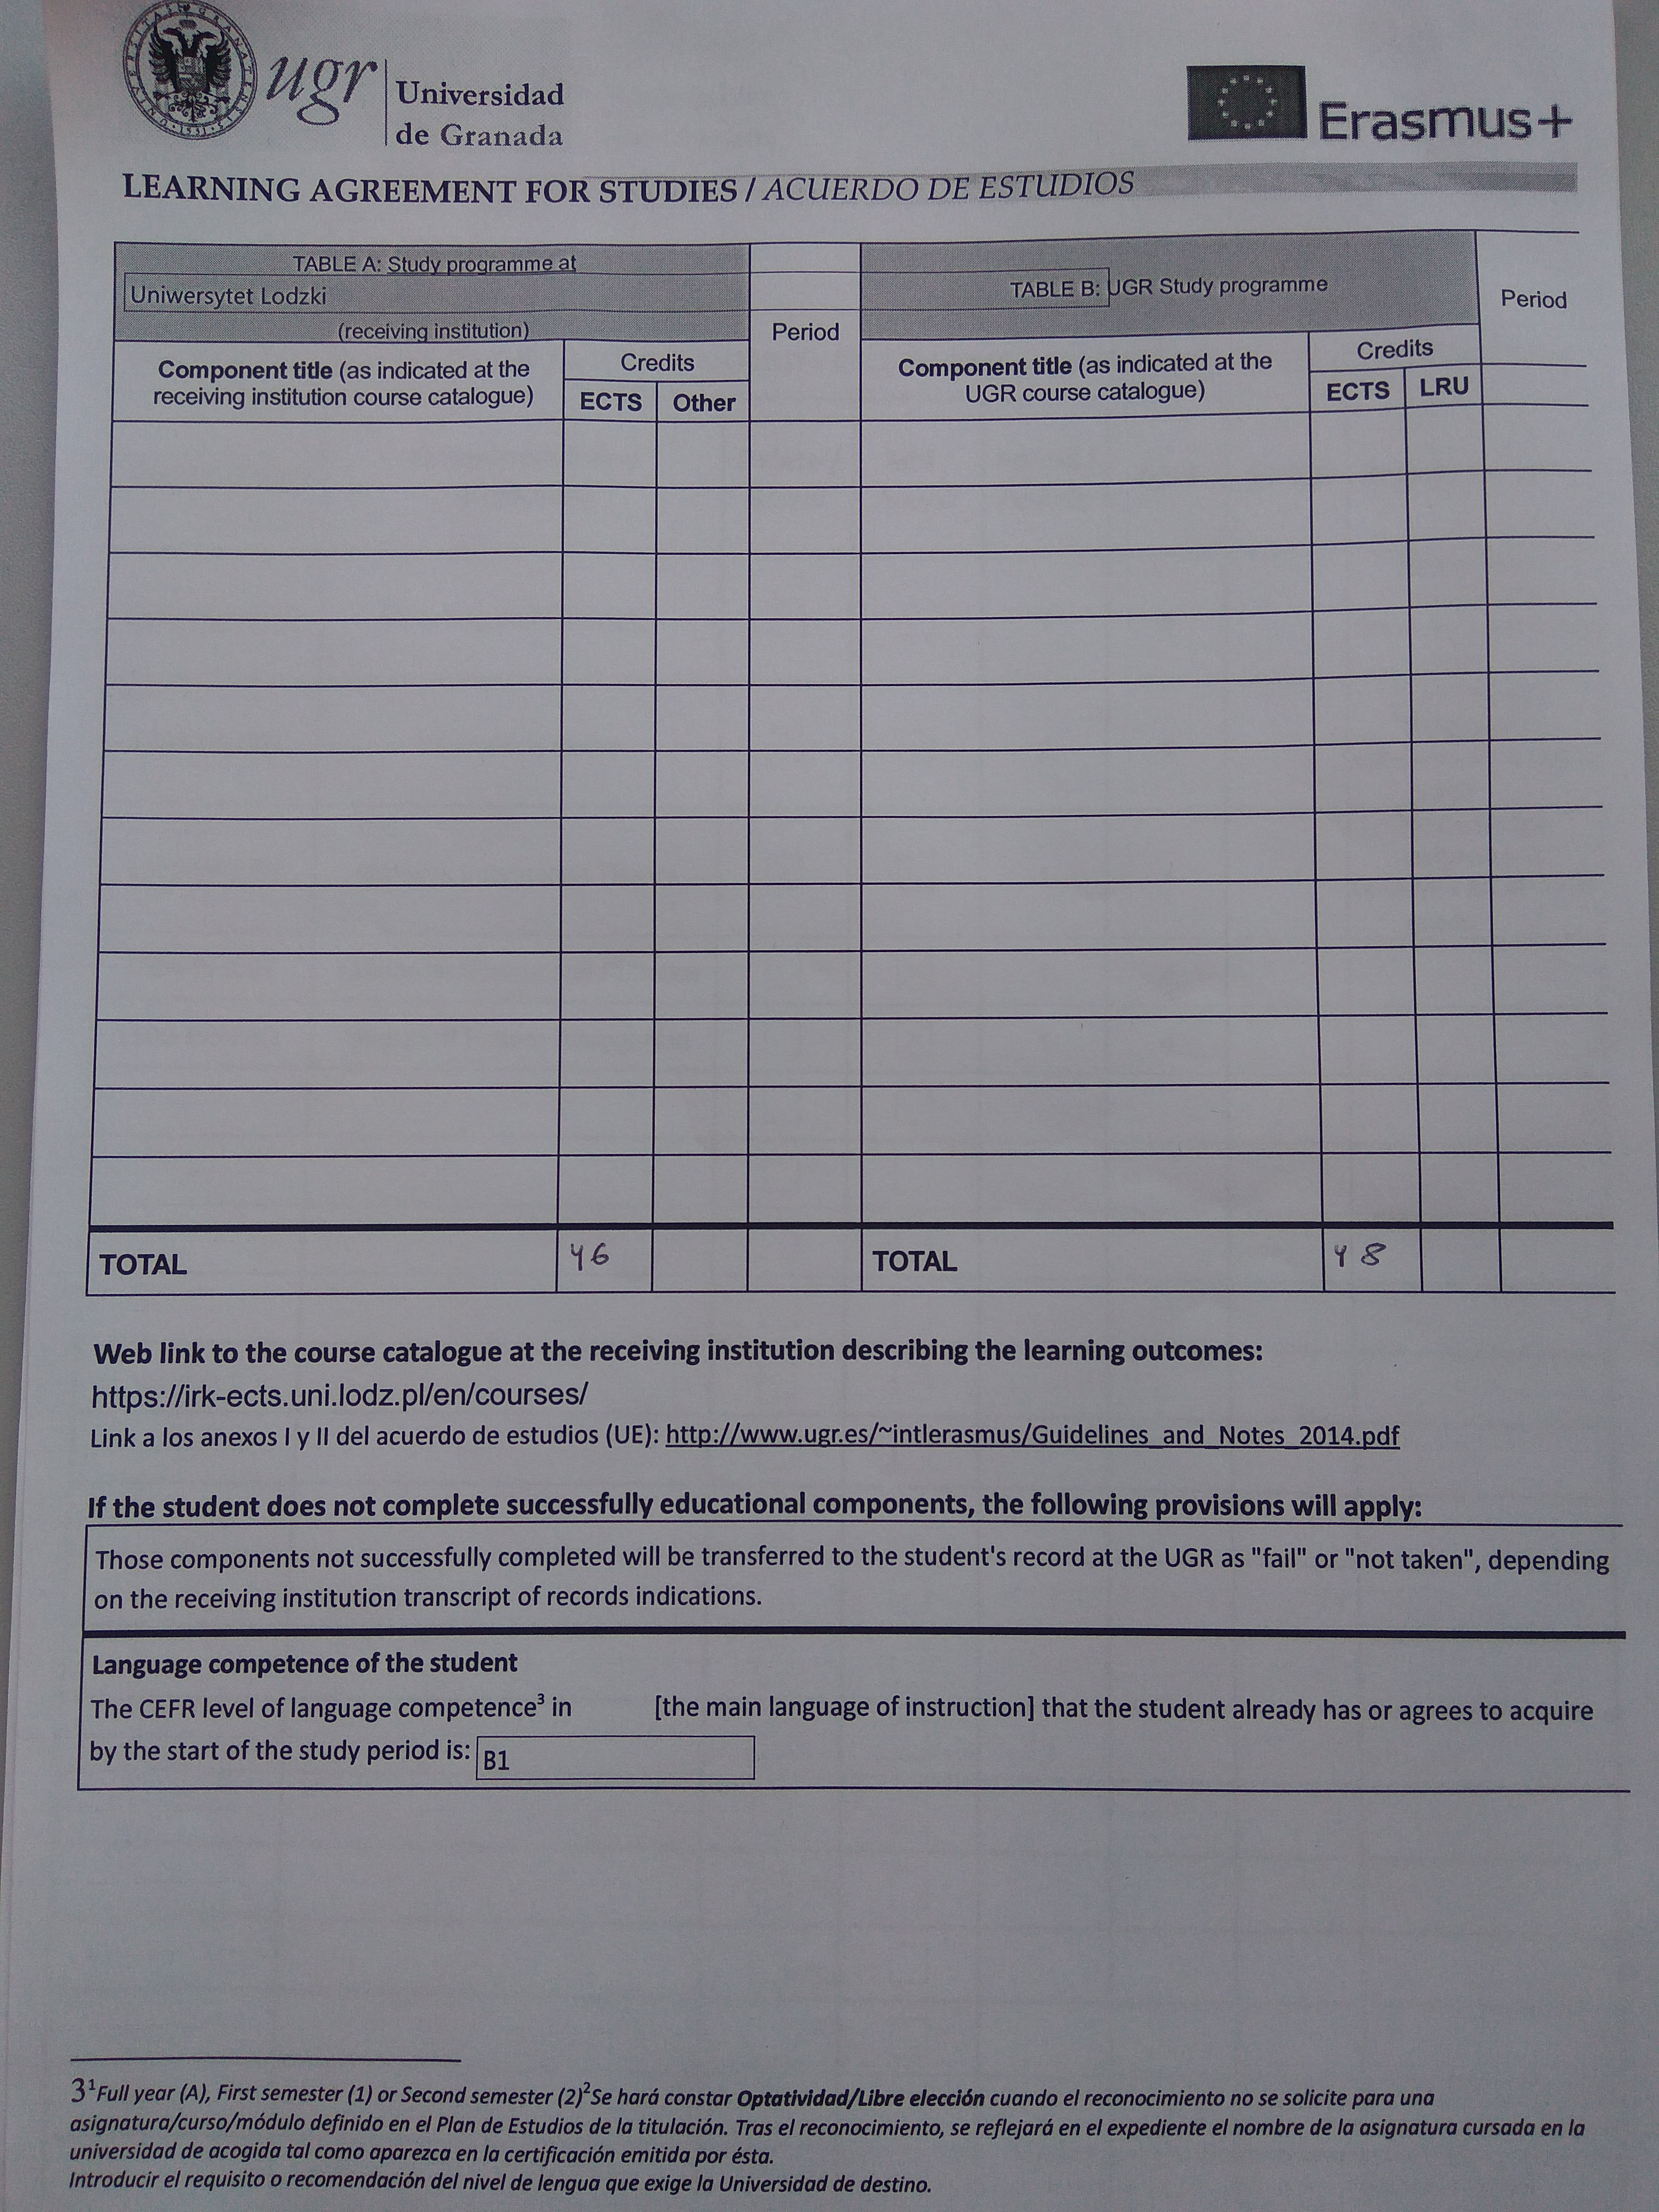 ugr
Universidad
de Granada
Erasmus+
LEARNING AGREEMENT FOR STUDIES / ACUERDO DE ESTUDIOS
TABLE A: Study programme at
Uniwersytet Lodzki
(receiving institution)
Period
TABLE B: UGR Study programme
Period
Component title (as indicated at the
receiving institution course catalogue)
Credits
ECTS Other
Component title (as indicated at the
UGR course catalogue)
Credits
ECTS LRU
TOTAL 46 TOTAL 48
Web link to the course catalogue at the receiving institution describing the learning outcomes:
https://irk-ects.uni.lodz.pl/en/courses/
Link a los anexos I y II del acuerdo de estudios (UE): http://www.ugr.es/~intlerasmus/Guidelines_and_Notes_2014.pdf
If the student does not complete successfully educational components, the following provisions will apply:
Those components not successfully completed will be transferred to the student's record at the UGR as "fail" or "not taken", depending
on the receiving institution transcript of records indications.
Language competence of the student
The CEFR level of language competence³ in [the main language of instruction] that the student already has or agrees to acquire
by the start of the study period is: B1
3¹Full year (A), First semester (1) or Second semester (2)²Se hará constar Optatividad/Libre elección cuando el reconocimiento no se solicite para una
asignatura/curso/módulo definido en el Plan de Estudios de la titulación. Tras el reconocimiento, se reflejará en el expediente el nombre de la asignatura cursada en la
universidad de acogida tal como aparezca en la certificación emitida por ésta.
Introducir el requisito o recomendación del nivel de lengua que exige la Universidad de destino.